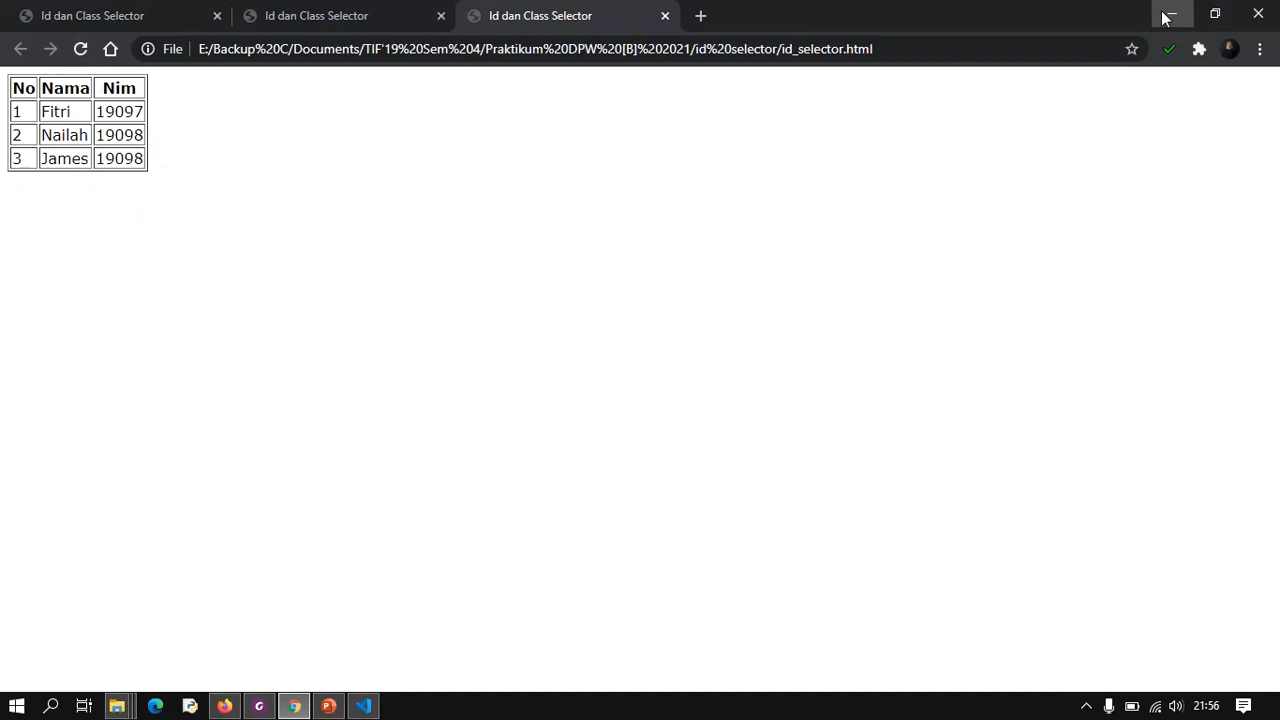 Id dan Class Selector
Id dan Class Selector
Id dan Class Selector
File
E:/Backup%20C/Documents/TIF'19%20Sem%204/Praktikum%20DPW%20[B]%202021/id%20selector/id_selector.html
No Nama Nim
1 Fitri 19097
2 Nailah 19098
3 James 19098
21:56